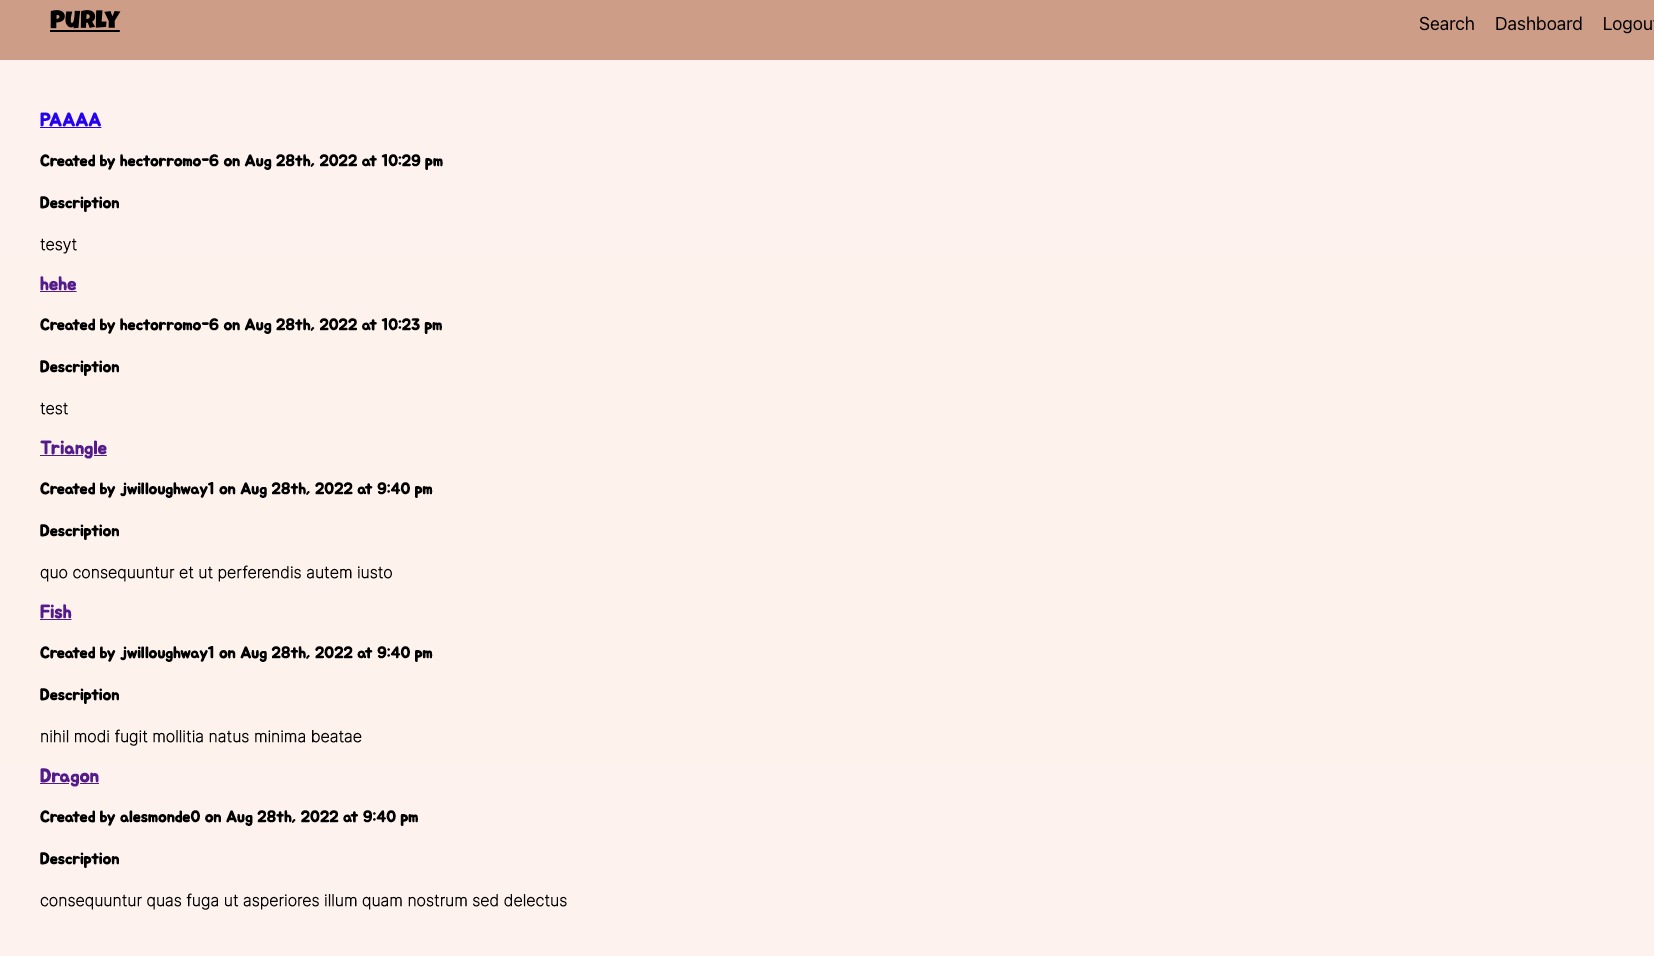 PURLY
Search Dashboard Logou
PAAAA
Created by hectorromo-6 on Aug 28th, 2022 at 10:29 pm
Description
tesyt
hehe
Created by hectorromo-6 on Aug 28th, 2022 at 10:23 pm
Description
test
Triangle
Created by jwilloughway1 on Aug 28th, 2022 at 9:40 pm
Description
quo consequuntur et ut perferendis autem iusto
Fish
Created by jwilloughway1 on Aug 28th, 2022 at 9:40 pm
Description
nihil modi fugit mollitia natus minima beatae
Dragon
Created by alesmonde0 on Aug 28th, 2022 at 9:40 pm
Description
consequuntur quas fuga ut asperiores illum quam nostrum sed delectus